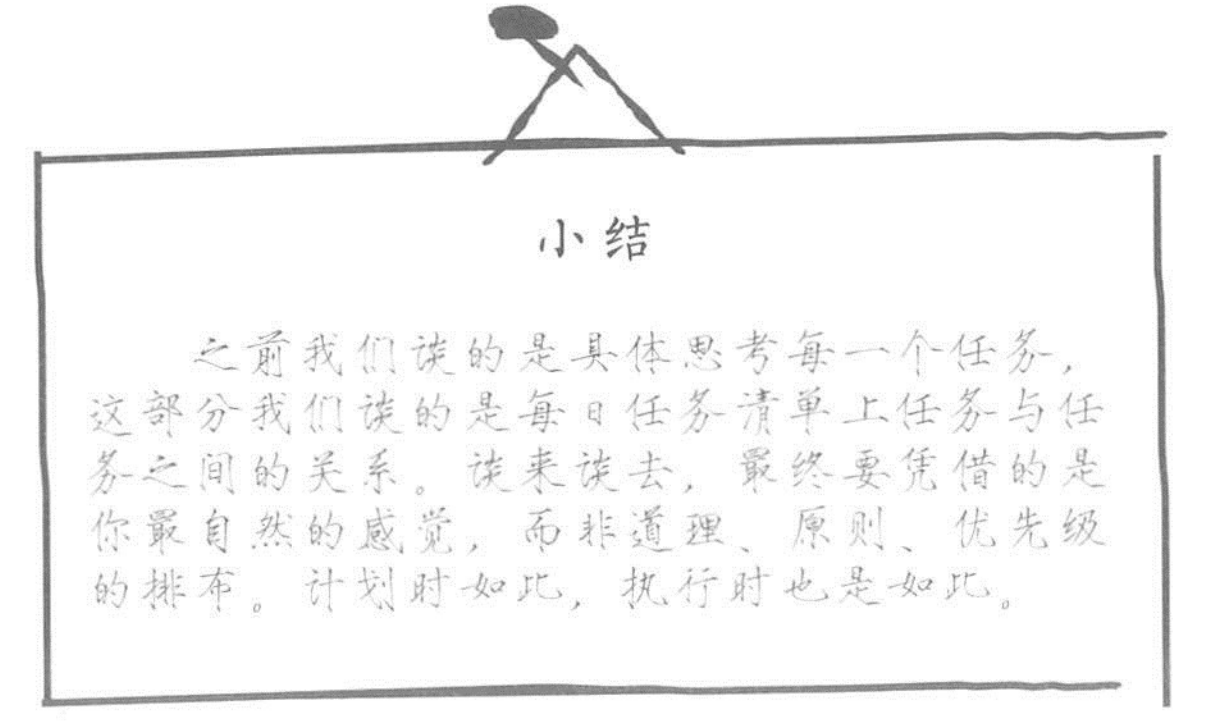 小结
之前我们谈的是具体思考每一个任务，
这部分我们谈的是每日任务清单上任务与任
务之间的关系。谈来谈去，最终要凭借的是
你最自然的感觉，而非道理、原则、优先级
的排布。计划时如此，执行时也是如此。